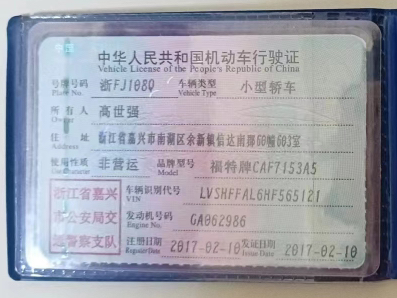 中华人民共和国机动车行驶证
Vehicle License of the People's Republic of China
号牌号码 浙FJ108Q 车辆类型 小型轿车
Plate No. Vehicle Type
所有人 高世强
Owner
住址 浙江省嘉兴市南湖区余新镇信达南郡60幢603室
Address
使用性质 非营运 品牌型号 福特牌CAF7153A5
Use Character Model
浙江省嘉兴市公安局交通警察支队
车辆识别代号 LVSHFFAL6HF565121
VIN
发动机号码 GA062986
Engine No.
注册日期 2017-02-10 发证日期 2017-02-10
Register Date Issue Date